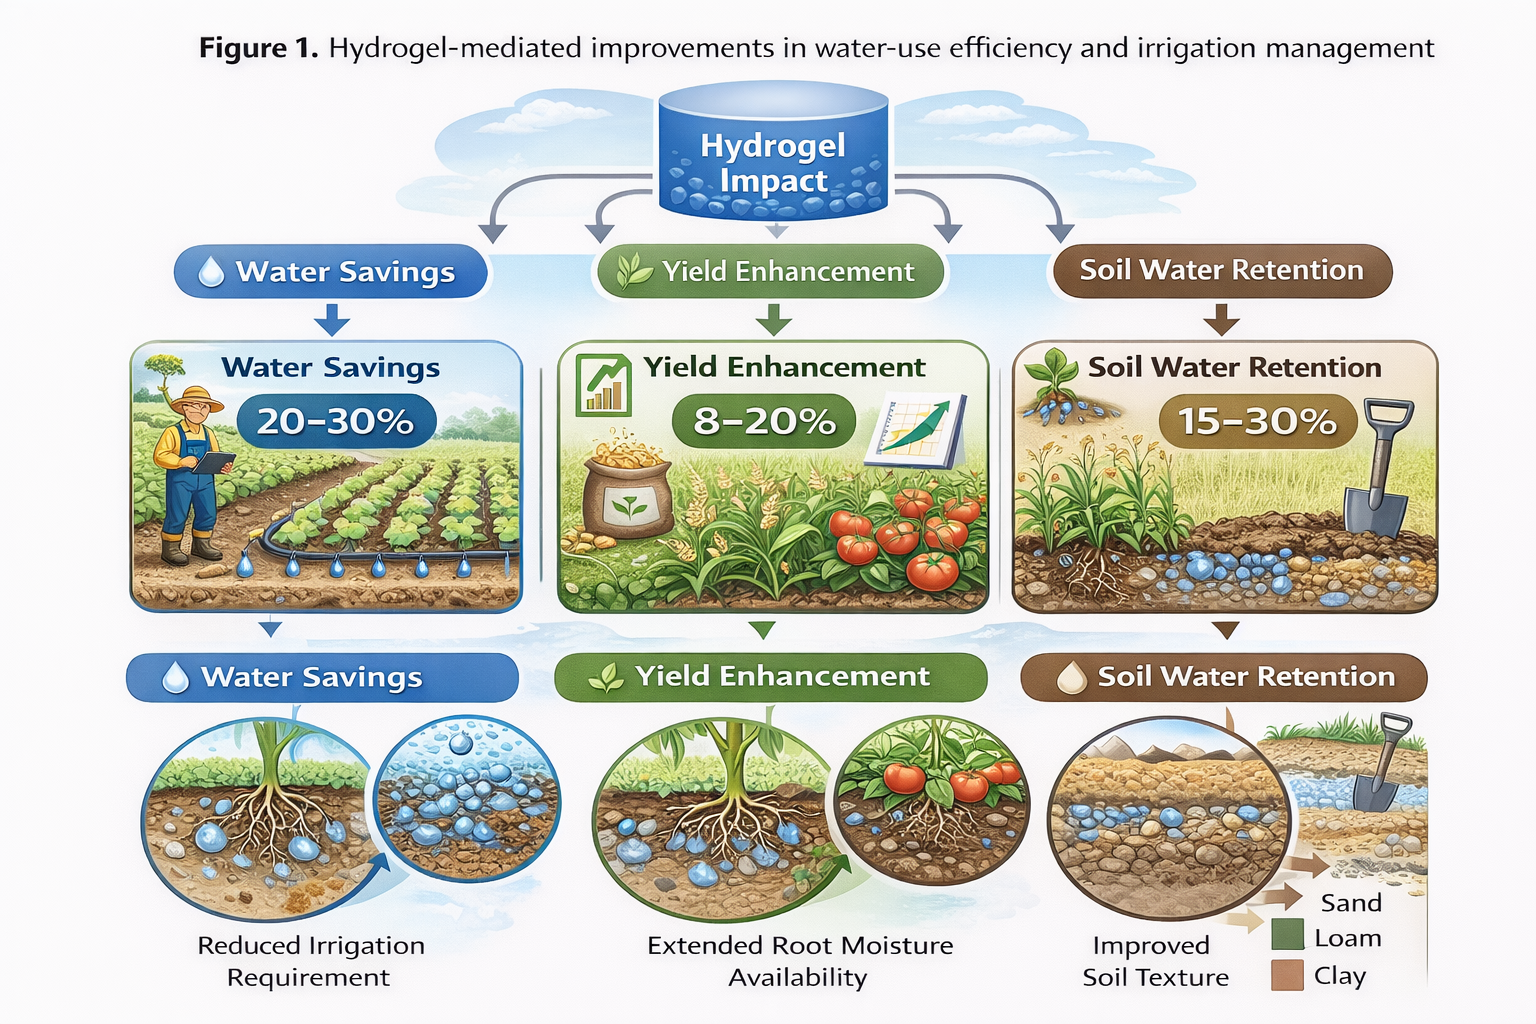 Figure 1. Hydrogel-mediated improvements in water-use efficiency and irrigation management
Hydrogel
Impact
Water Savings
Yield Enhancement
Soil Water Retention
Water Savings
20–30%
Yield Enhancement
8–20%
Soil Water Retention
15–30%
Water Savings
Yield Enhancement
Soil Water Retention
Reduced Irrigation
Requirement
Extended Root Moisture
Availability
Improved
Soil Texture
Sand
Loam
Clay